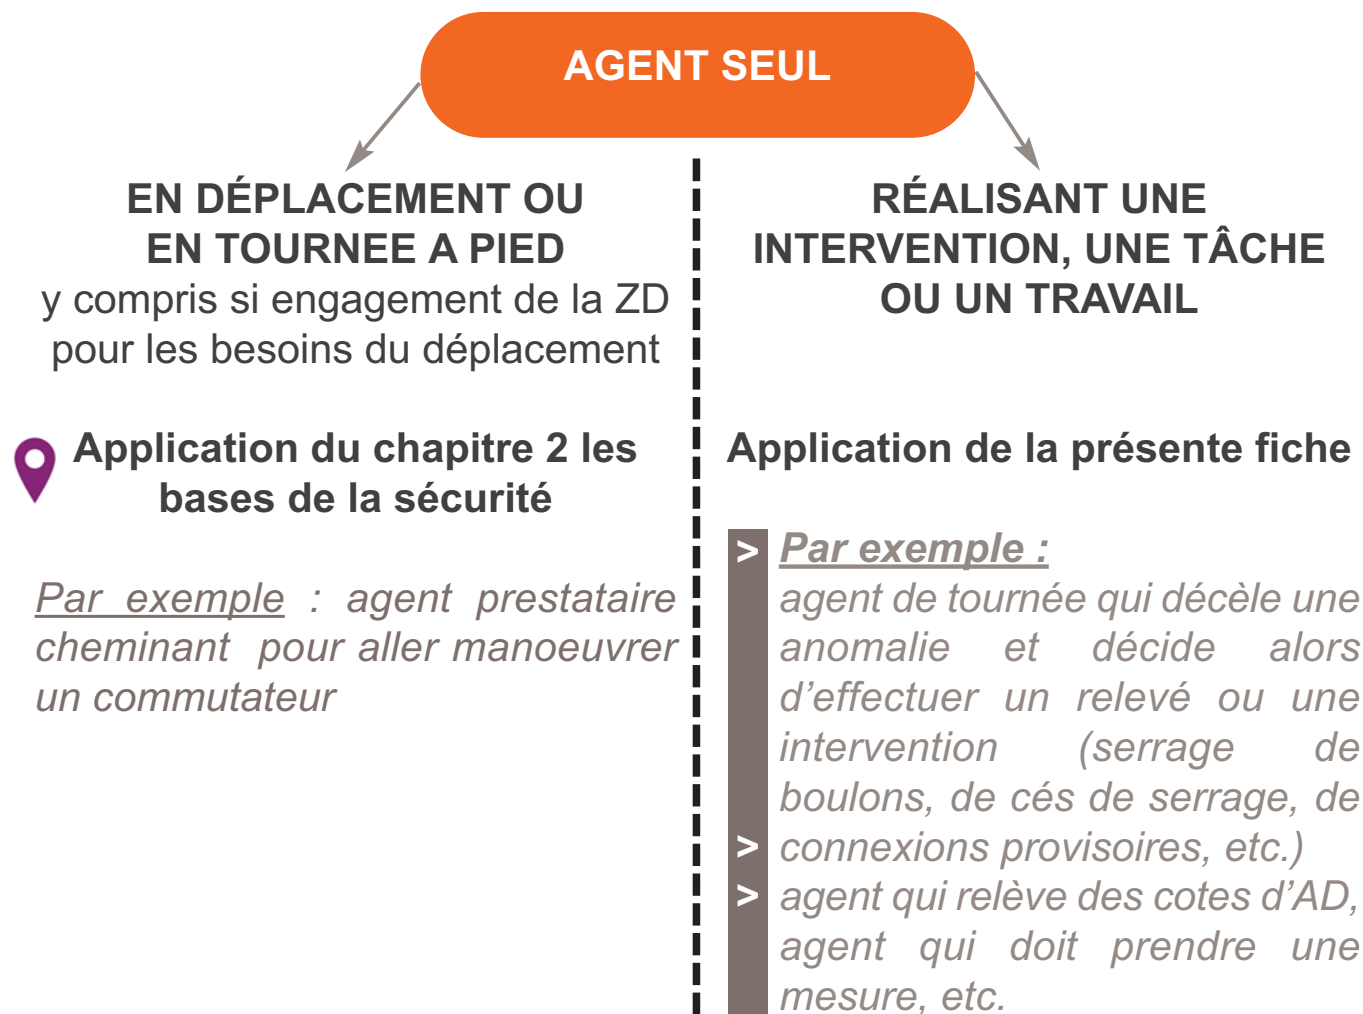 AGENT SEUL
EN DÉPLACEMENT OU
EN TOURNEE A PIED
y compris si engagement de la ZD
pour les besoins du déplacement
Application du chapitre 2 les
bases de la sécurité
Par exemple : agent prestataire
cheminant pour aller manoeuvrer
un commutateur
RÉALISANT UNE
INTERVENTION, UNE TÂCHE
OU UN TRAVAIL
Application de la présente fiche
> Par exemple :
agent de tournée qui décèle une
anomalie et décide alors
d’effectuer un relevé ou une
intervention (serrage de
boulons, de cés de serrage, de
> connexions provisoires, etc.)
> agent qui relève des cotes d’AD,
agent qui doit prendre une
mesure, etc.